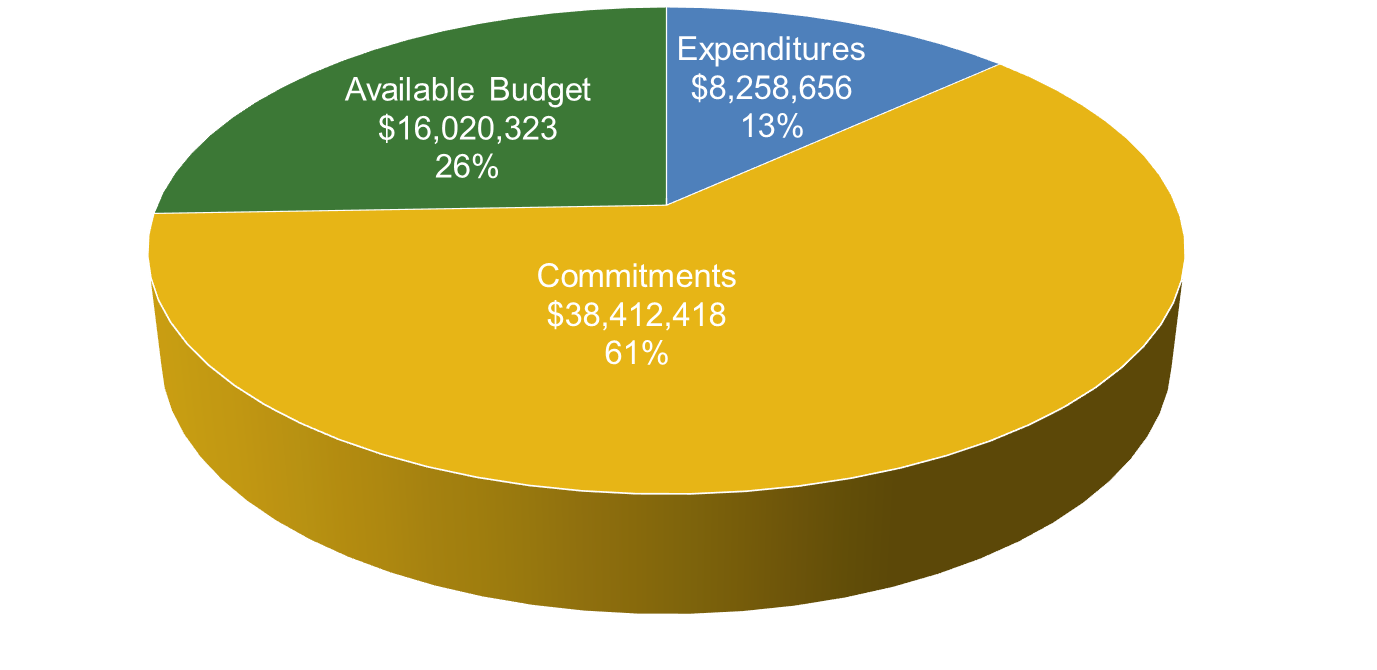 Expenditures
$8,258,656
13%
Available Budget
$16,020,323
26%
Commitments
$38,412,418
61%